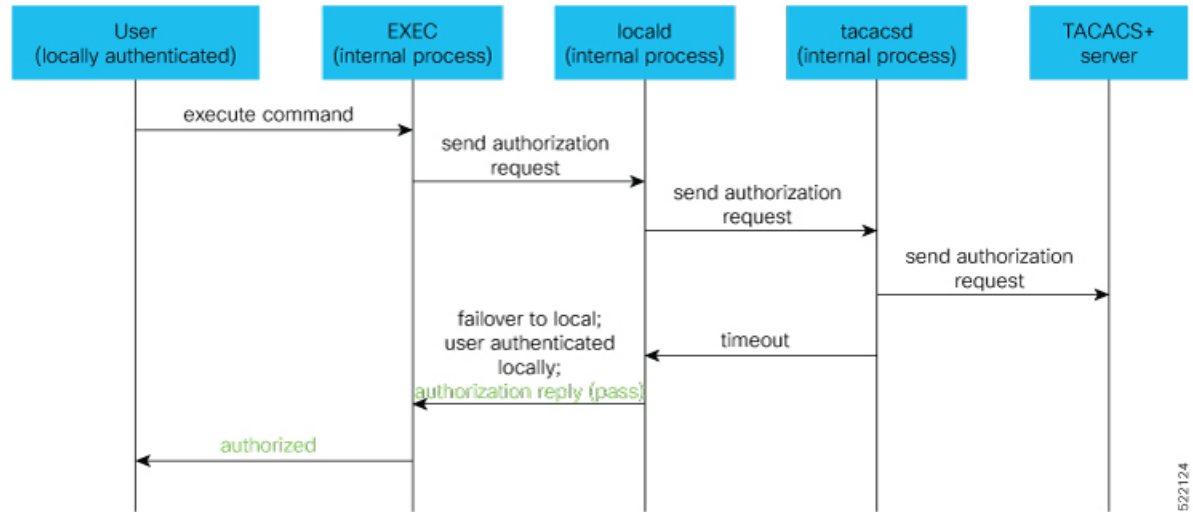 User
(locally authenticated)
EXEC
(internal process)
locald
(internal process)
tacacsd
(internal process)
TACACS+
server
execute command
send authorization
request
send authorization
request
send authorization
request
timeout
failover to local;
user authenticated
locally;
authorization reply (pass)
authorized
522124